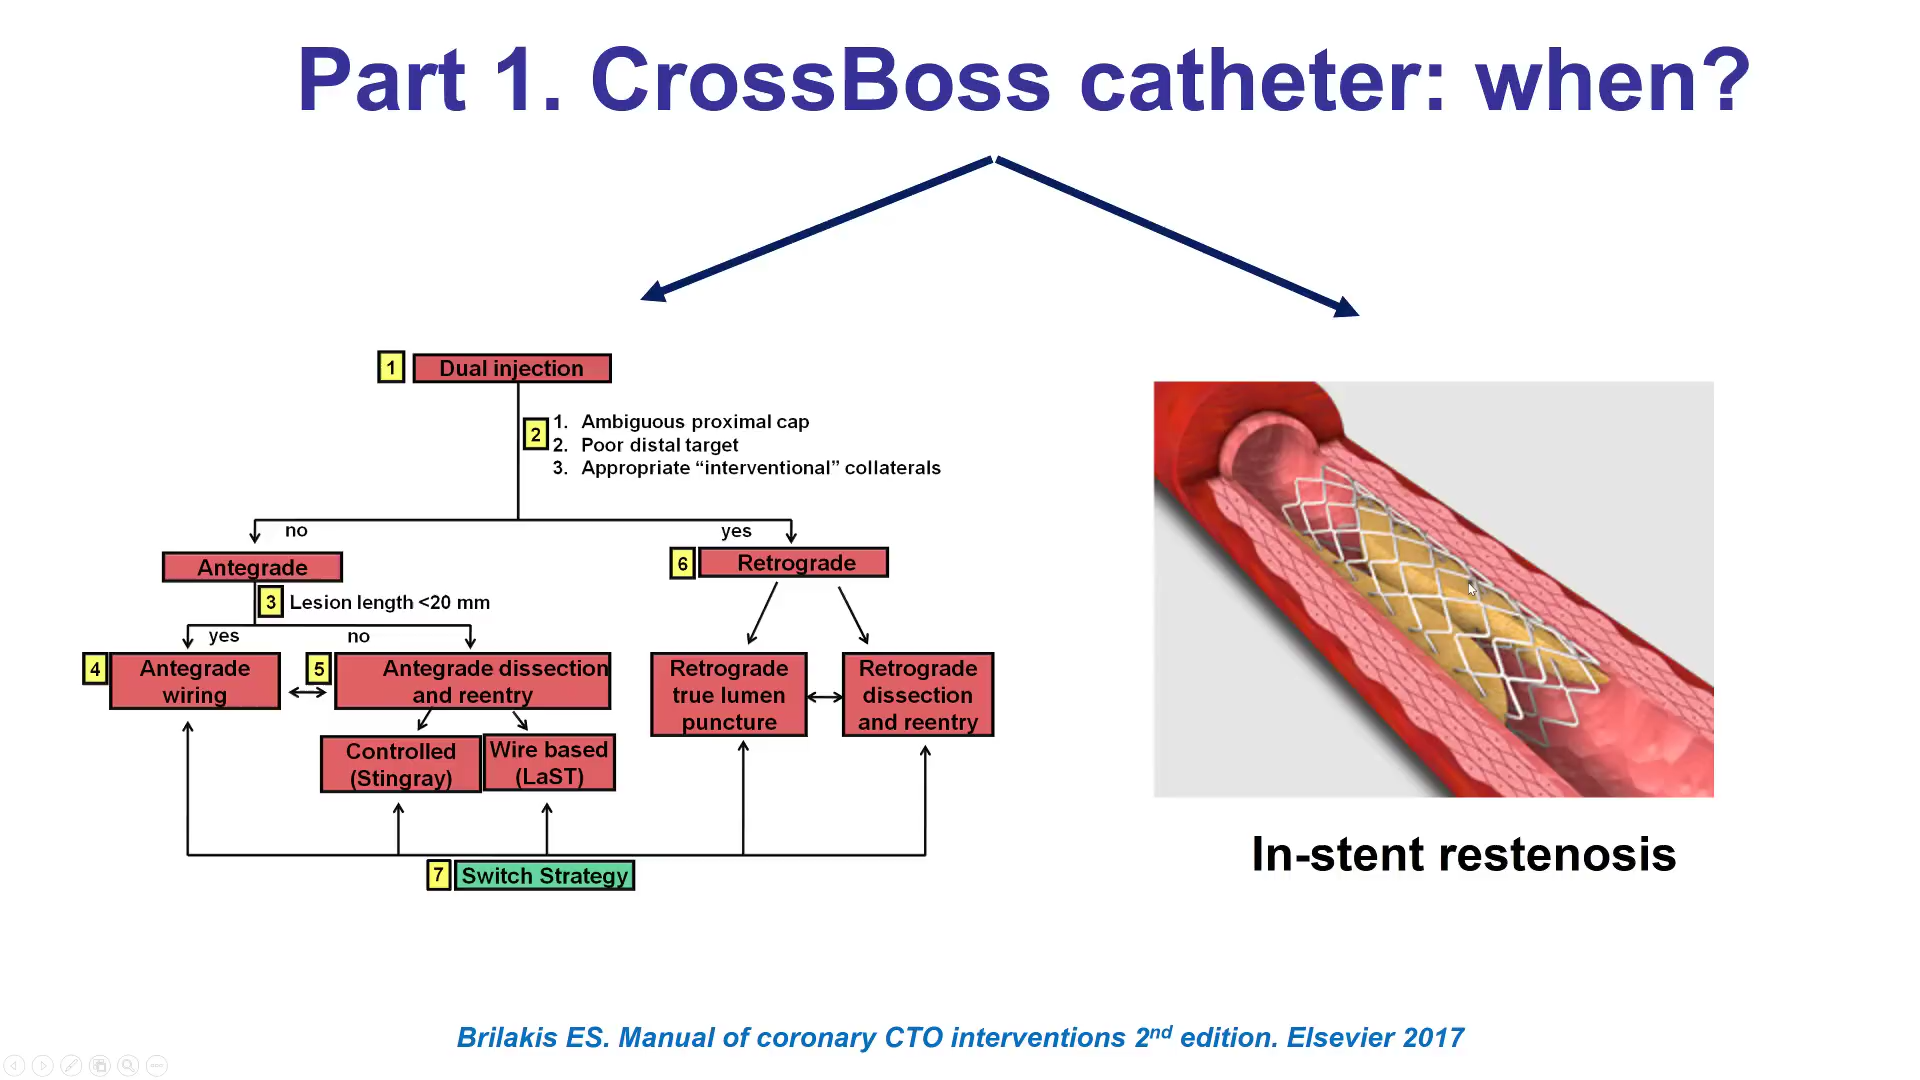 Part 1. CrossBoss catheter: when?
1 Dual injection
2
1. Ambiguous proximal cap
2. Poor distal target
3. Appropriate “interventional” collaterals
no
yes
Antegrade
6 Retrograde
3 Lesion length <20 mm
yes
no
4 Antegrade
wiring
5 Antegrade dissection
and reentry
Retrograde
true lumen
puncture
Retrograde
dissection
and reentry
Controlled
(Stingray)
Wire based
(LaST)
7 Switch Strategy
In-stent restenosis
Brilakis ES. Manual of coronary CTO interventions 2nd edition. Elsevier 2017